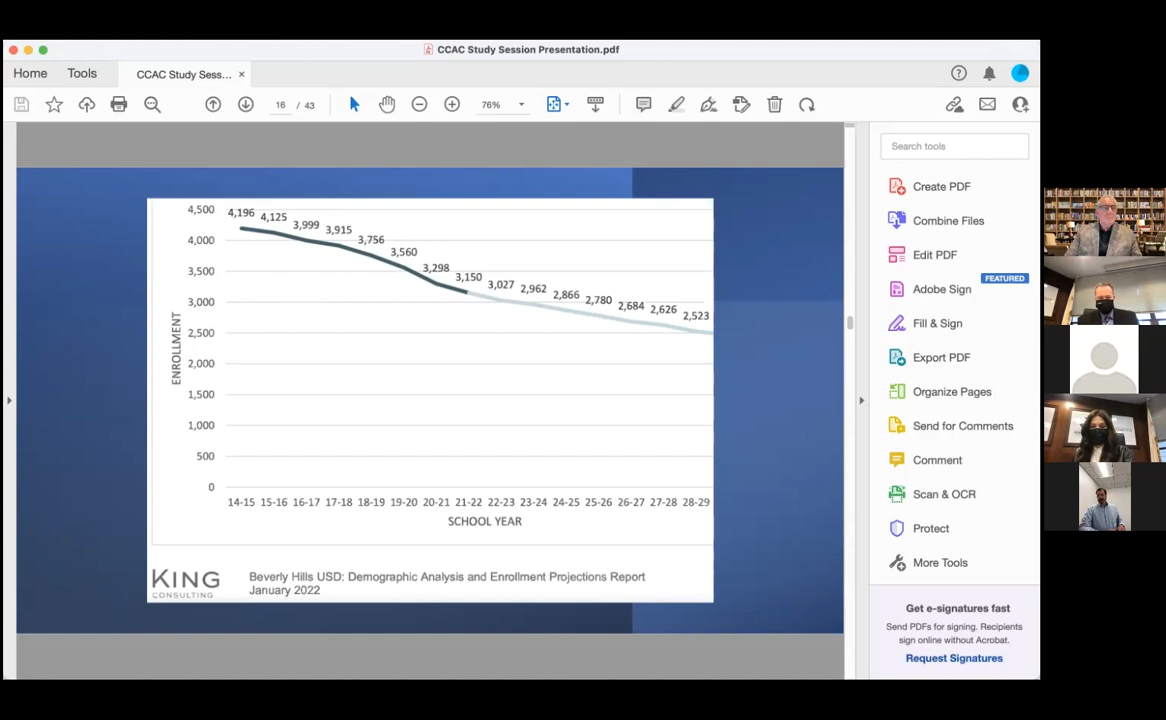 CCAC Study Session Presentation.pdf
Home
Tools
CCAC Study Sess... ×
16 / 43
76%
4,500
4,000
3,500
3,000
2,500
2,000
1,500
1,000
500
0
ENROLLMENT
4,196
4,125
3,999
3,915
3,756
3,560
3,298
3,150
3,027
2,962
2,866
2,780
2,684
2,626
2,523
14-15 15-16 16-17 17-18 18-19 19-20 20-21 21-22 22-23 23-24 24-25 25-26 26-27 27-28 28-29
SCHOOL YEAR
KING
CONSULTING
Beverly Hills USD: Demographic Analysis and Enrollment Projections Report
January 2022
Search tools
Create PDF
Combine Files
Edit PDF
FEATURED
Adobe Sign
Fill & Sign
Export PDF
Organize Pages
Send for Comments
Comment
Scan & OCR
Protect
More Tools
Get e-signatures fast
Send PDFs for signing. Recipients
sign online without Acrobat.
Request Signatures